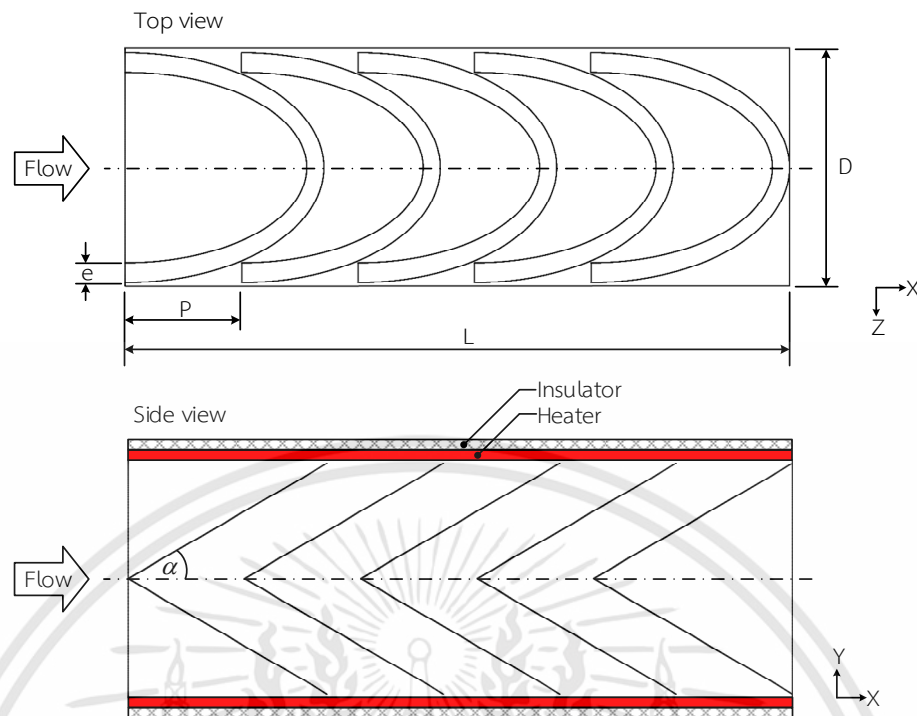 Top view
Flow
D
e
P
L
X
Z
Side view
Insulator
Heater
Flow
α
Y
X